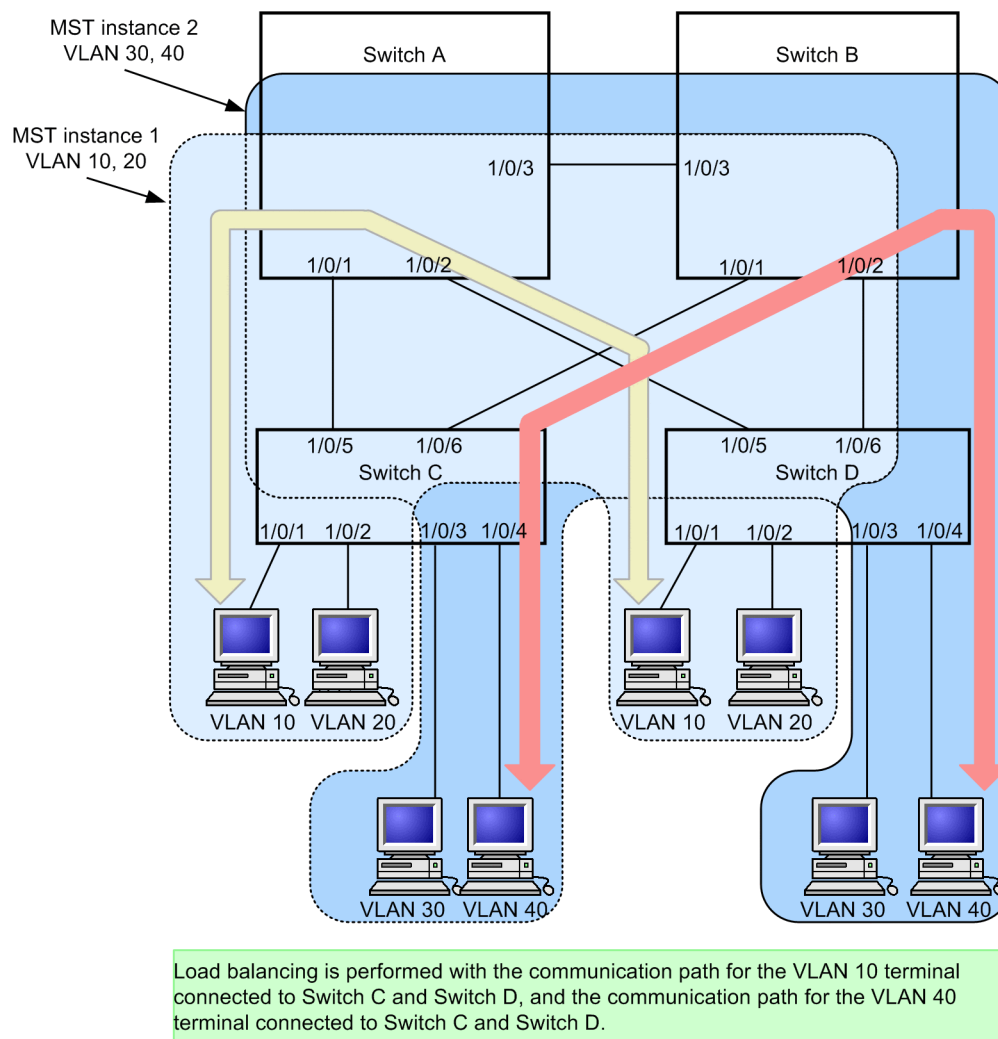 MST instance 2
VLAN 30, 40
Switch A
Switch B
MST instance 1
VLAN 10, 20
1/0/3
1/0/3
1/0/1
1/0/2
1/0/1
1/0/2
1/0/5
1/0/6
1/0/5
1/0/6
Switch C
Switch D
1/0/1
1/0/2
1/0/3
1/0/4
1/0/1
1/0/2
1/0/3
1/0/4
VLAN 10
VLAN 20
VLAN 10
VLAN 20
VLAN 30
VLAN 40
VLAN 30
VLAN 40
Load balancing is performed with the communication path for the VLAN 10 terminal
connected to Switch C and Switch D, and the communication path for the VLAN 40
terminal connected to Switch C and Switch D.